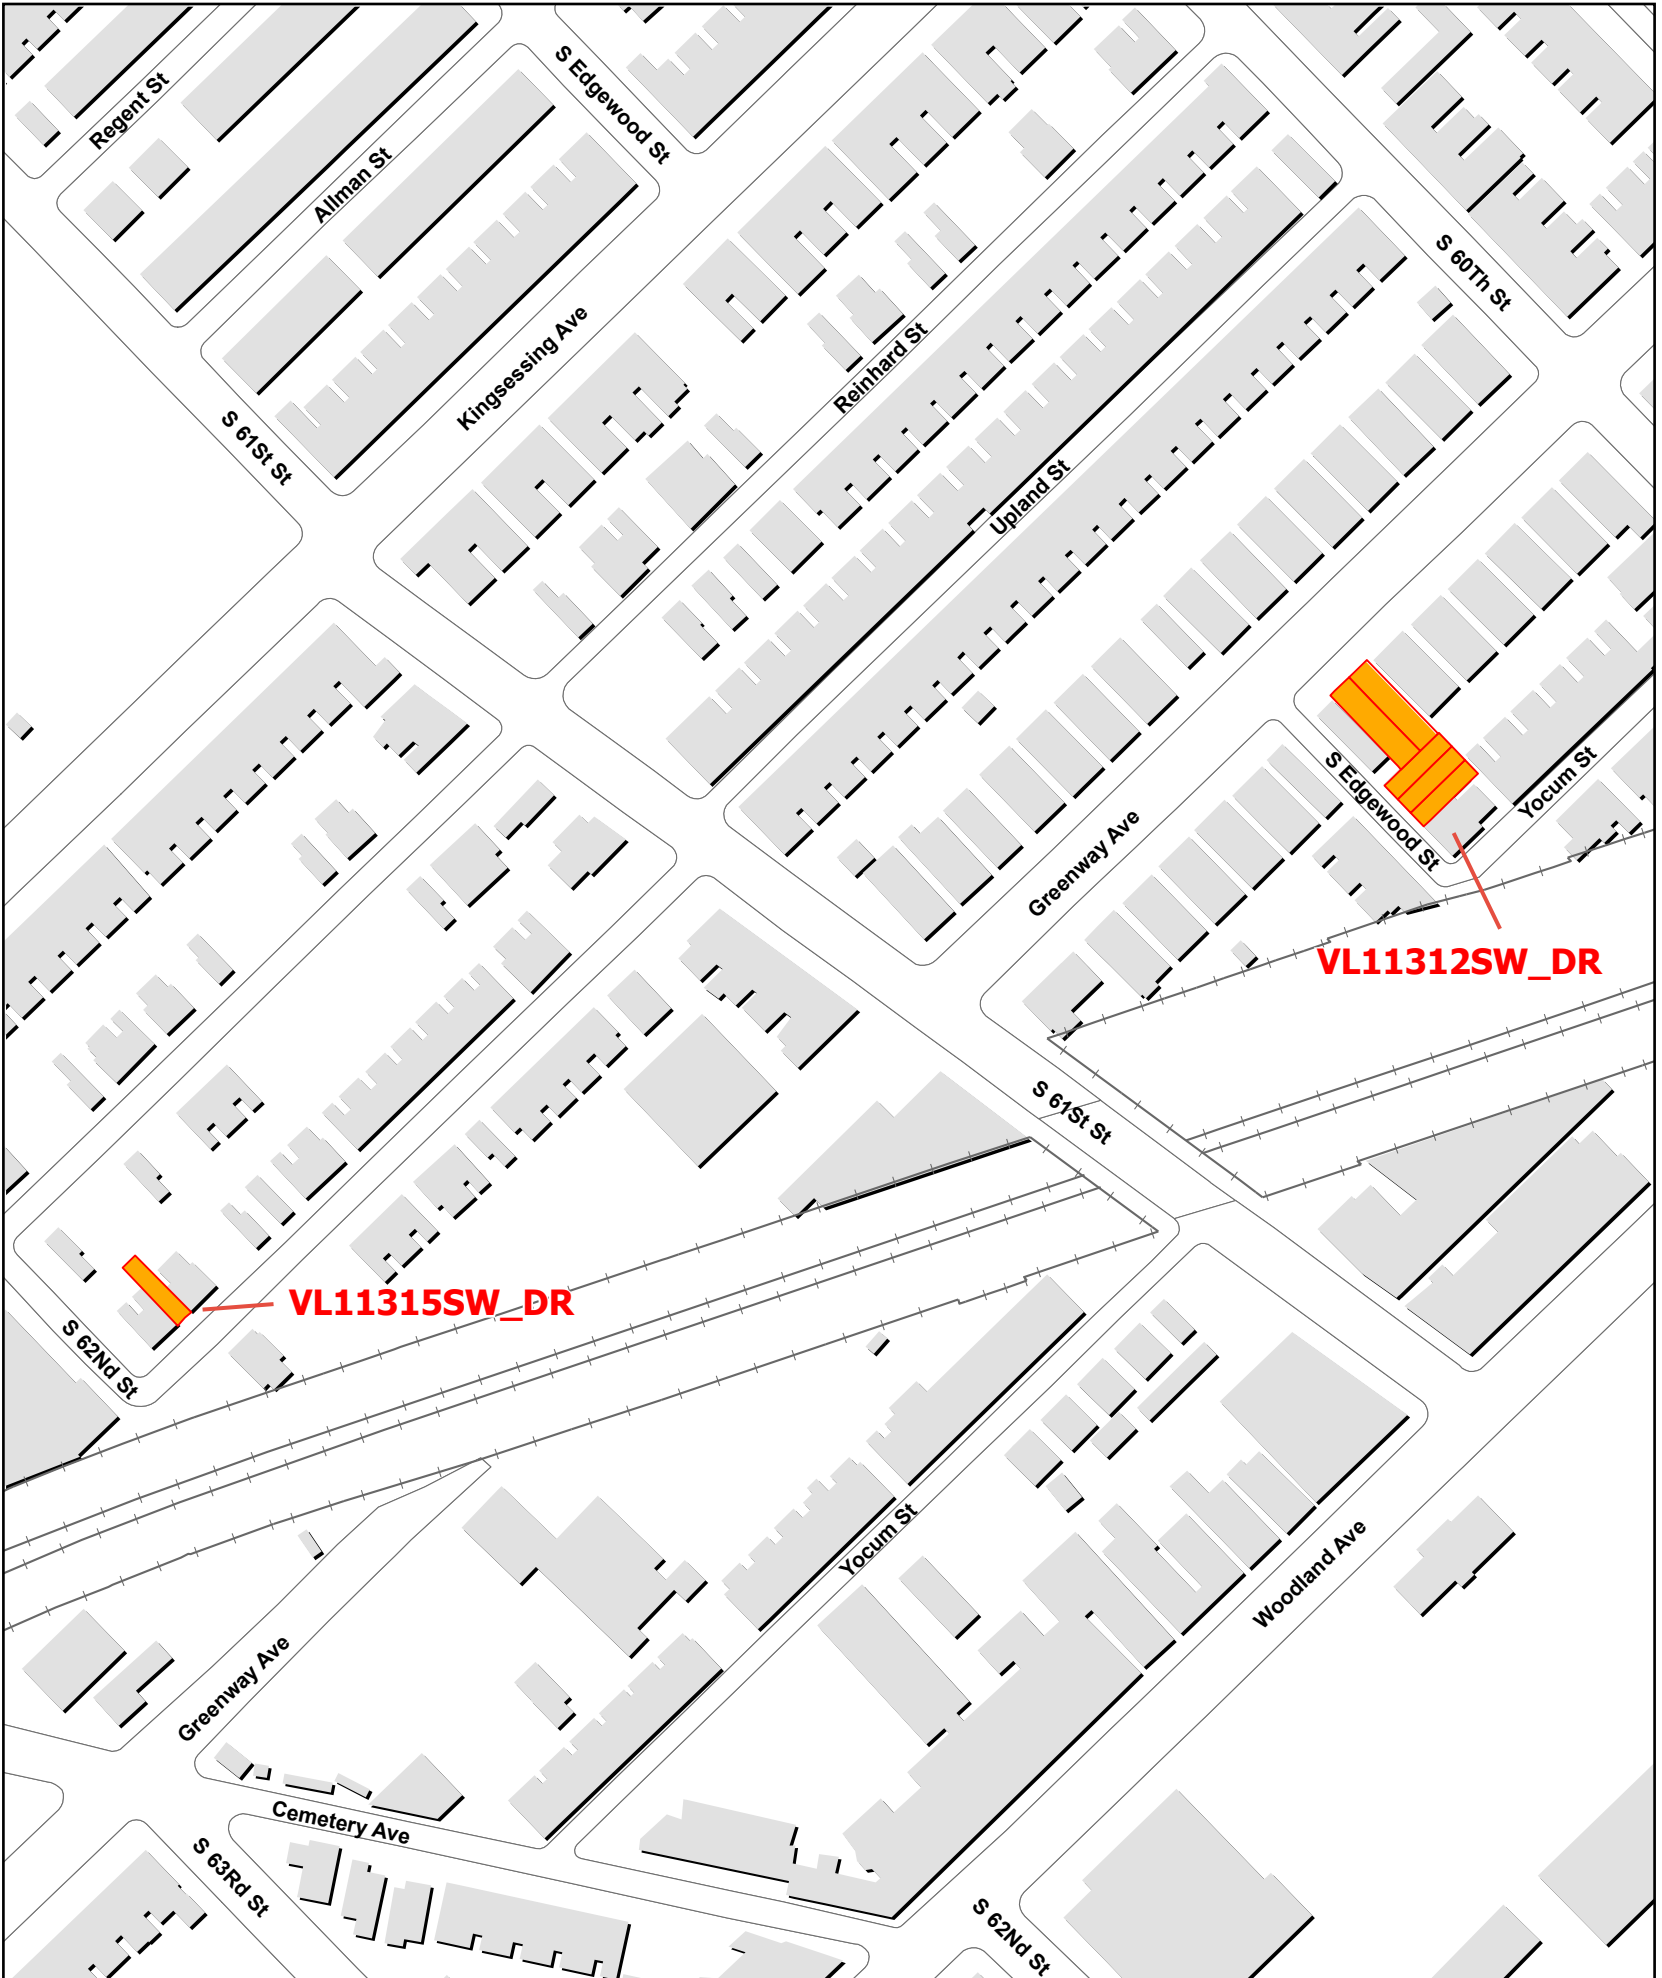 S Edgewood St
Regent St
Allman St
S 60Th St
Kingsessing Ave
Reinhard St
S 61St St
Upland St
S Edgewood St
Yocum St
Greenway Ave
VL11312SW_DR
S 61St St
VL11315SW_DR
S 62Nd St
Yocum St
Woodland Ave
Greenway Ave
Cemetery Ave
S 63Rd St
S 62Nd St